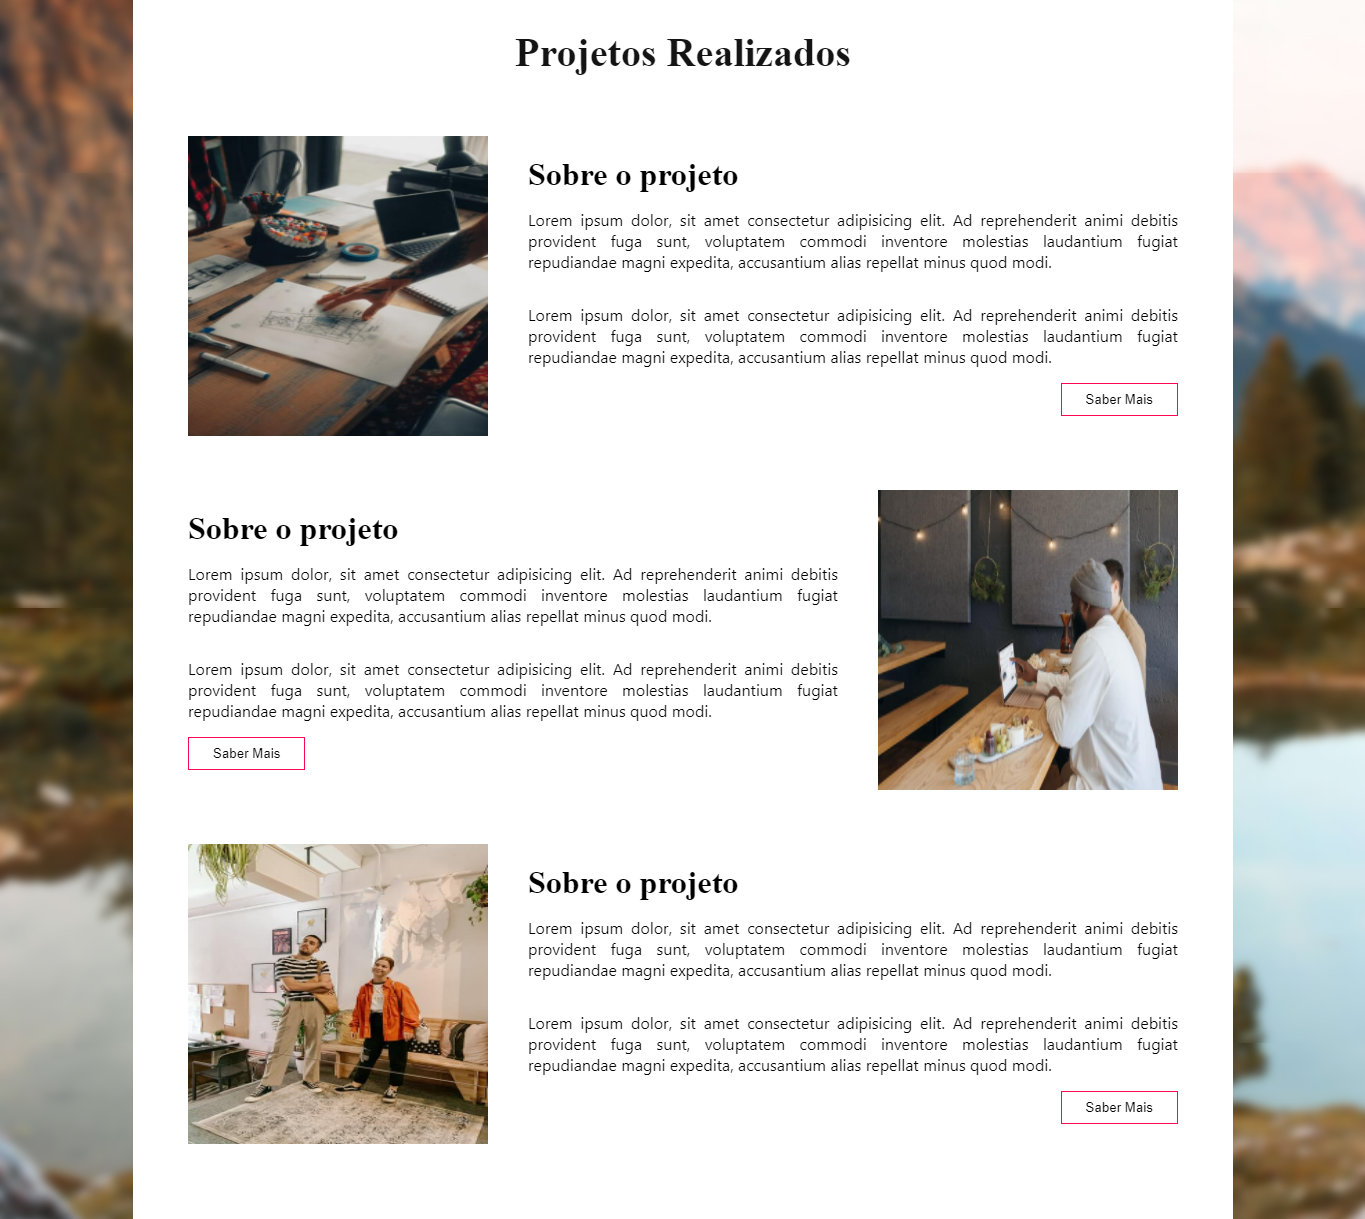 Projetos Realizados
Sobre o projeto
Lorem ipsum dolor, sit amet consectetur adipisicing elit. Ad reprehenderit animi debitis
provident fuga sunt, voluptatem commodi inventore molestias laudantium fugiat
repudiandae magni expedita, accusantium alias repellat minus quod modi.
Lorem ipsum dolor, sit amet consectetur adipisicing elit. Ad reprehenderit animi debitis
provident fuga sunt, voluptatem commodi inventore molestias laudantium fugiat
repudiandae magni expedita, accusantium alias repellat minus quod modi.
Saber Mais
Sobre o projeto
Lorem ipsum dolor, sit amet consectetur adipisicing elit. Ad reprehenderit animi debitis
provident fuga sunt, voluptatem commodi inventore molestias laudantium fugiat
repudiandae magni expedita, accusantium alias repellat minus quod modi.
Lorem ipsum dolor, sit amet consectetur adipisicing elit. Ad reprehenderit animi debitis
provident fuga sunt, voluptatem commodi inventore molestias laudantium fugiat
repudiandae magni expedita, accusantium alias repellat minus quod modi.
Saber Mais
Sobre o projeto
Lorem ipsum dolor, sit amet consectetur adipisicing elit. Ad reprehenderit animi debitis
provident fuga sunt, voluptatem commodi inventore molestias laudantium fugiat
repudiandae magni expedita, accusantium alias repellat minus quod modi.
Lorem ipsum dolor, sit amet consectetur adipisicing elit. Ad reprehenderit animi debitis
provident fuga sunt, voluptatem commodi inventore molestias laudantium fugiat
repudiandae magni expedita, accusantium alias repellat minus quod modi.
Saber Mais